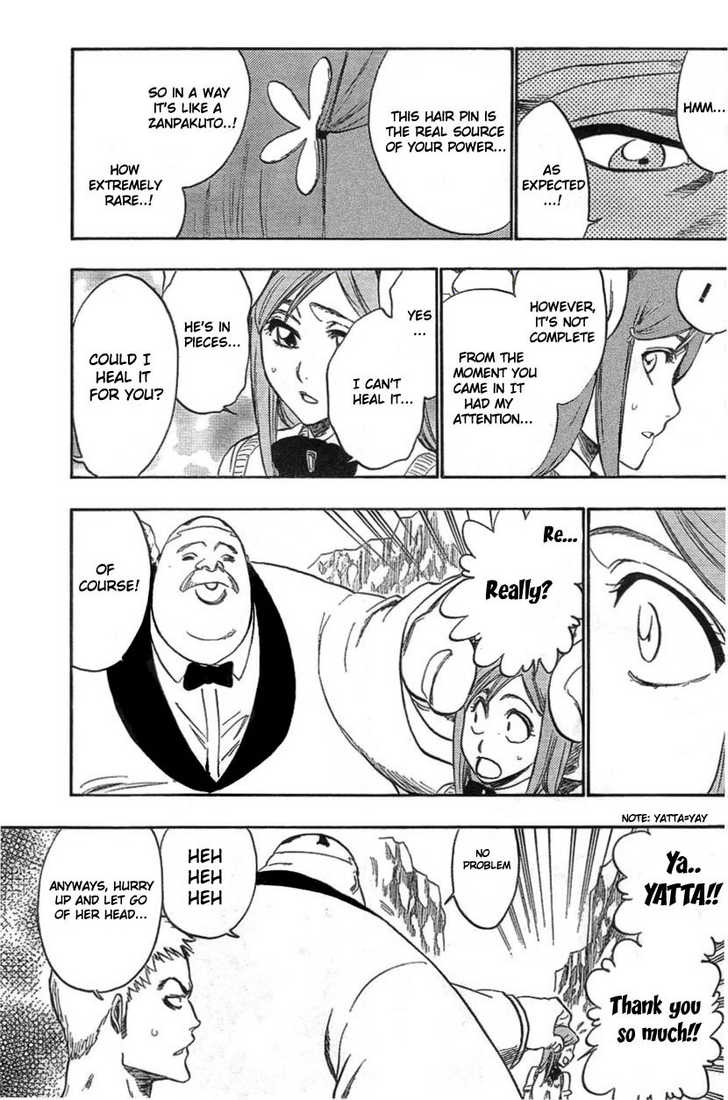 HMM...
AS
EXPECTED
...!
THIS HAIR PIN IS
THE REAL SOURCE
OF YOUR POWER...
SO IN A WAY
IT'S LIKE A
ZANPAKUTO..!
HOW
EXTREMELY
RARE..!
!
HOWEVER,
IT'S NOT
COMPLETE
FROM THE
MOMENT YOU
CAME IN IT
HAD MY
ATTENTION...
YES
...
I CAN'T
HEAL IT...
HE'S IN
PIECES...
COULD I
HEAL IT
FOR YOU?
Re...
Really?
OF
COURSE!
NOTE: YATTA=YAY
Ya..
YATTA!!
Thank you
so much!!
NO
PROBLEM
HEH
HEH
HEH
ANYWAYS, HURRY
UP AND LET GO
OF HER HEAD...